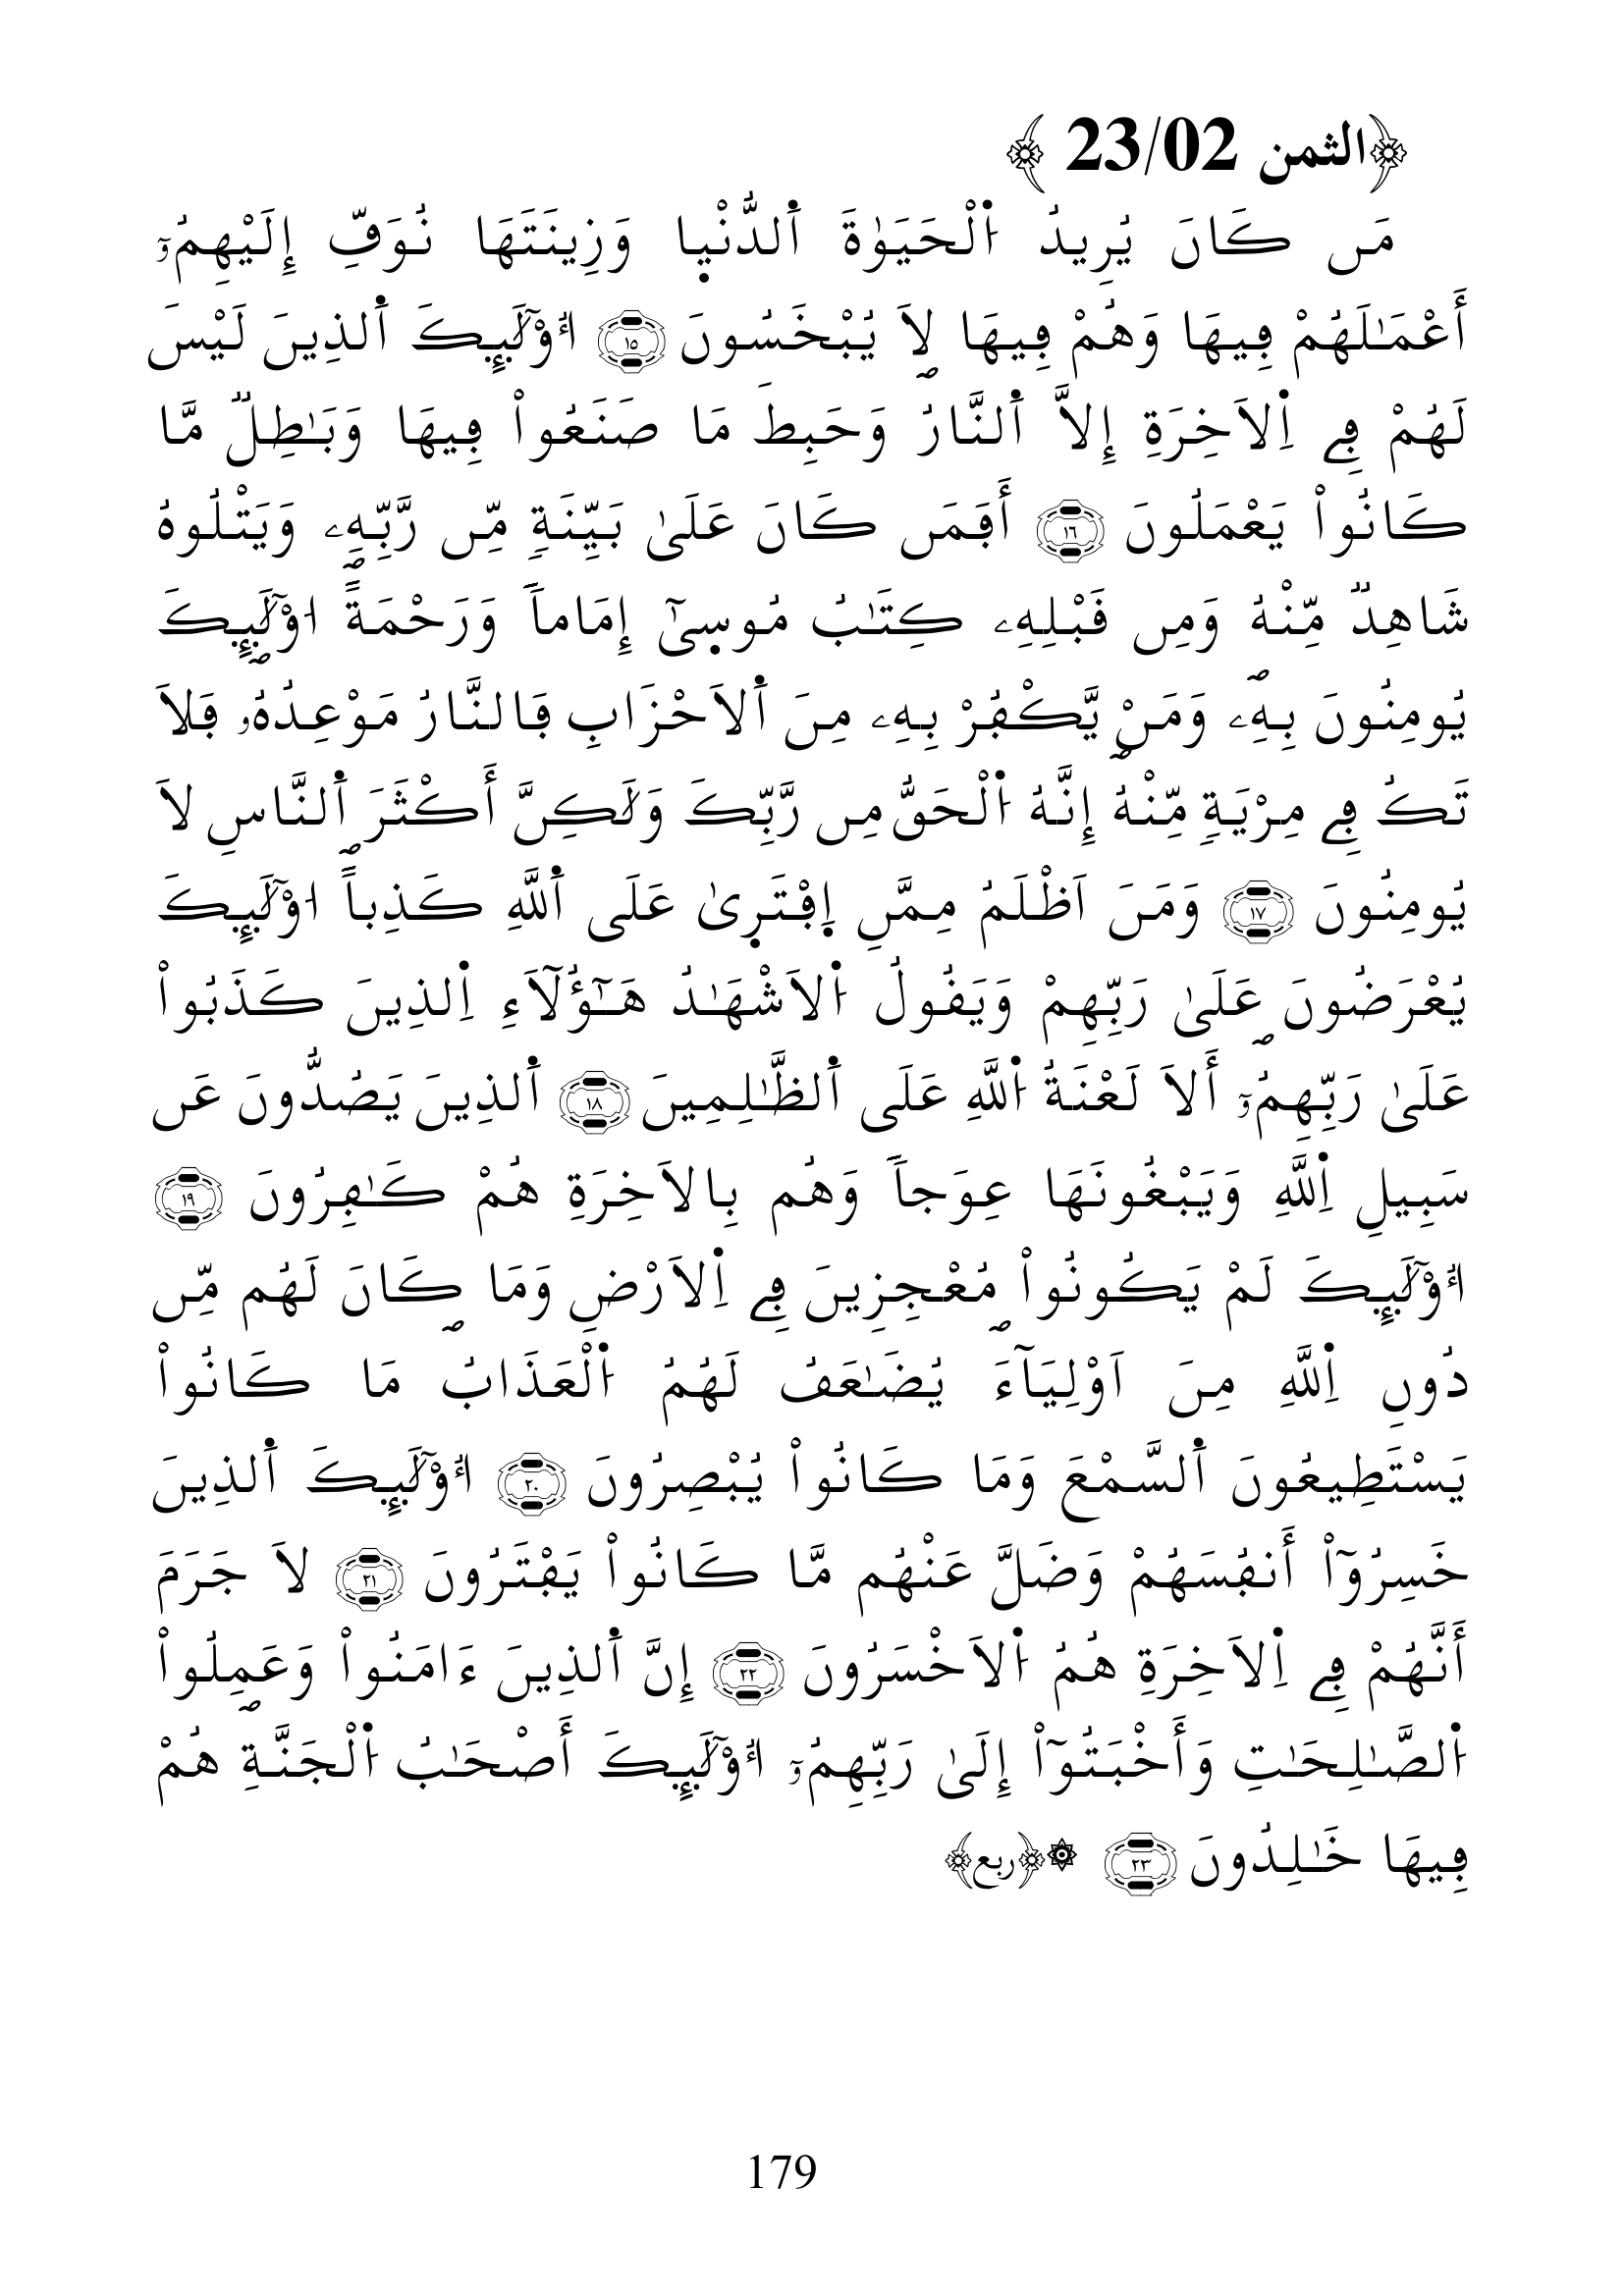 ﴿الثمن 23/02 ﴾
مَن كَانَ يُرِيدُ اُ۬لْحَيَوٰةَ اَ۬لدُّنْي۪ا وَزِينَتَهَا نُوَفِّ إِلَيْهِمُۥٓ
أَعْمَٰلَهُمْ فِيهَا وَهُمْ فِيهَا لَا يُبْخَسُونَ ١٥ اُوْلَٰٓئِكَ اَ۬لذِينَ لَيْسَ
لَهُمْ فِے اِ۬لَاخِرَةِ إِلَّا اَ۬لنَّارُ وَحَبِطَ مَا صَنَعُواْ فِيهَا وَبَٰطِلٞ مَّا
كَانُواْ يَعْمَلُونَ ١٦ أَفَمَن كَانَ عَلَىٰ بَيِّنَةٖ مِّن رَّبِّهِۦ وَيَتْلُوهُ
شَاهِدٞ مِّنْهُ وَمِن قَبْلِهِۦ كِتَٰبُ مُوس۪ىٰٓ إِمَاماٗ وَرَحْمَةًۖ ا۟وْلَٰٓئِكَ
يُومِنُونَ بِهِۦۖ وَمَنْ يَّكْفُرْ بِهِۦ مِنَ اَ۬لَاحْزَابِ فَالنَّارُ مَوْعِدُهُۥ فَلَا
تَكُ فِے مِرْيَةٖ مِّنْهُ إِنَّهُ اُ۬لْحَقُّ مِن رَّبِّكَ وَلَٰكِنَّ أَكْثَرَ اَ۬لنَّاسِ لَا
يُومِنُونَ ١٧ وَمَنَ اَظْلَمُ مِمَّنِ اِ۪فْتَر۪ىٰ عَلَى اَ۬للَّهِ كَذِباًۖ ا۟وْلَٰٓئِكَ
يُعْرَضُونَ عَلَىٰ رَبِّهِمْ وَيَقُولُ اُ۬لَاشْهَٰدُ هَٰٓؤُلَآءِ اِ۬لذِينَ كَذَبُواْ
عَلَىٰ رَبِّهِمُۥٓ أَلَا لَعْنَةُ اُ۬للَّهِ عَلَى اَ۬لظَّٰلِمِينَ ١٨ اَ۬لذِينَ يَصُدُّونَ عَن
سَبِيلِ اِ۬للَّهِ وَيَبْغُونَهَا عِوَجاٗ وَهُم بِالَاخِرَةِ هُمْ كَٰفِرُونَ ١٩
اُوْلَٰٓئِكَ لَمْ يَكُونُواْ مُعْجِزِينَ فِے اِ۬لَارْضِ وَمَا كَانَ لَهُم مِّن
دُونِ اِ۬للَّهِ مِنَ اَوْلِيَآءَ يُضَٰعَفُ لَهُمُ اُ۬لْعَذَابُ مَا كَانُواْ
يَسْتَطِيعُونَ اَ۬لسَّمْعَ وَمَا كَانُواْ يُبْصِرُونَ ٢٠ اُوْلَٰٓئِكَ اَ۬لذِينَ
خَسِرُوٓاْ أَنفُسَهُمْ وَضَلَّ عَنْهُم مَّا كَانُواْ يَفْتَرُونَ ٢١ لَا جَرَمَ
أَنَّهُمْ فِے اِ۬لَاخِرَةِ هُمُ اُ۬لَاخْسَرُونَ ٢٢ إِنَّ اَ۬لذِينَ ءَامَنُواْ وَعَمِلُواْ
اُ۬لصَّٰلِحَٰتِ وَأَخْبَتُوٓاْ إِلَىٰ رَبِّهِمُۥٓ اُوْلَٰٓئِكَ أَصْحَٰبُ اُ۬لْجَنَّةِ هُمْ
فِيهَا خَٰلِدُونَ ٢٣ ۞﴿ربع﴾
179